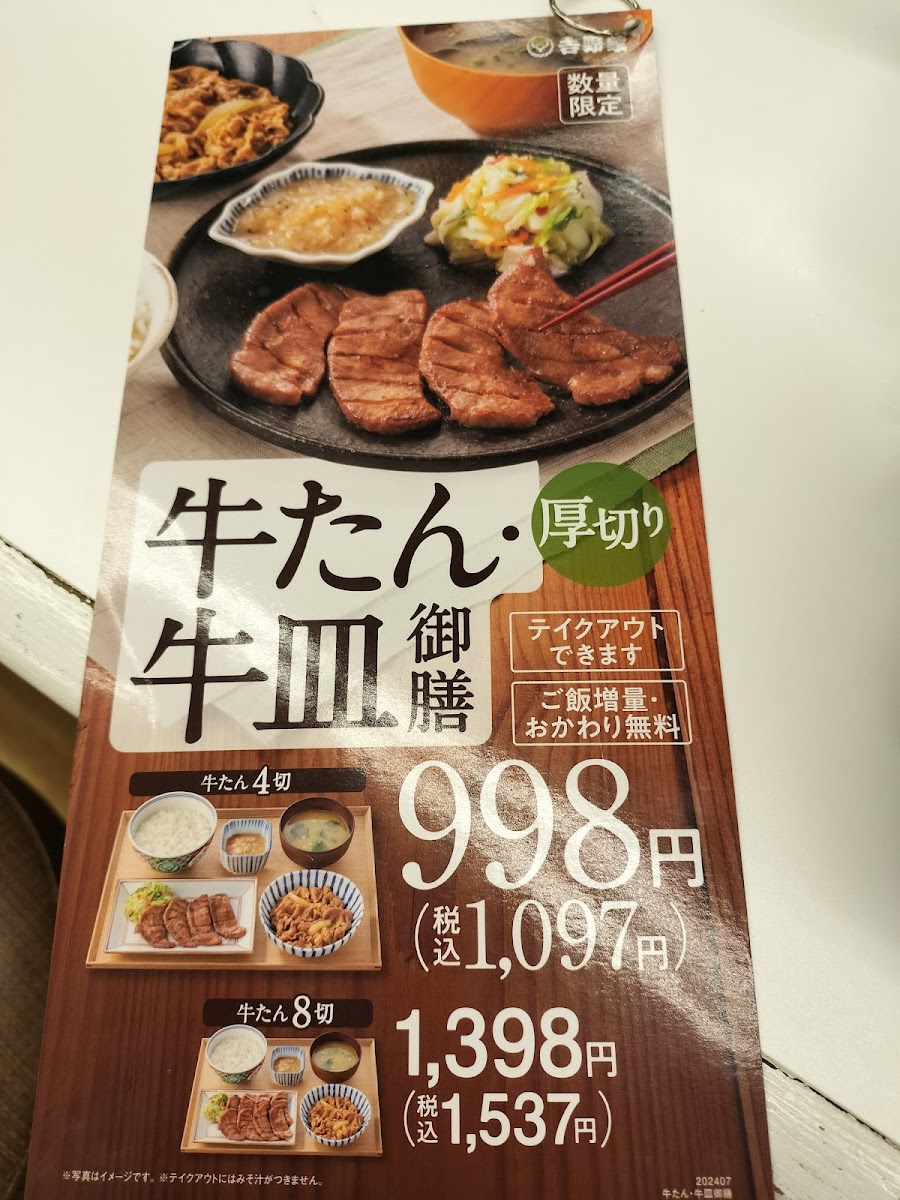 吉野家
数量
限定
牛たん・
厚切り
牛皿
御膳
テイクアウト
できます
ご飯増量・
おかわり無料
牛たん4切
998円
(税込1,097円)
牛たん8切
1,398円
(税込1,537円)
※写真はイメージです。※テイクアウトにはみそ汁がつきません。
202407
牛たん・牛皿御膳